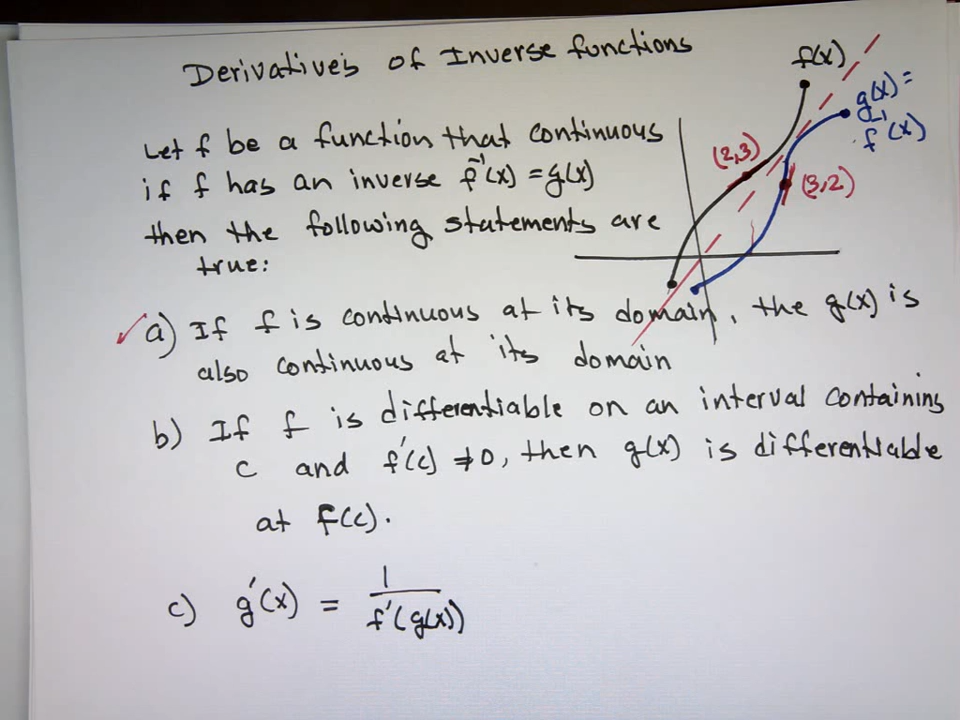 Derivative's of Inverse functions
Let f be a function that continuous
if f has an inverse f⁻¹(x) = g(x)
then the following statements are
true:
a) If f is continuous at its domain, the g(x) is
also continuous at its domain
b) If f is differentiable on an interval containing
c and f'(c) ≠ 0, then g(x) is differentiable
at f(c).
c) g'(x) = 1 / f'(g(x))
f(x)
g(x) =
f⁻¹(x)
(2,3)
(3,2)